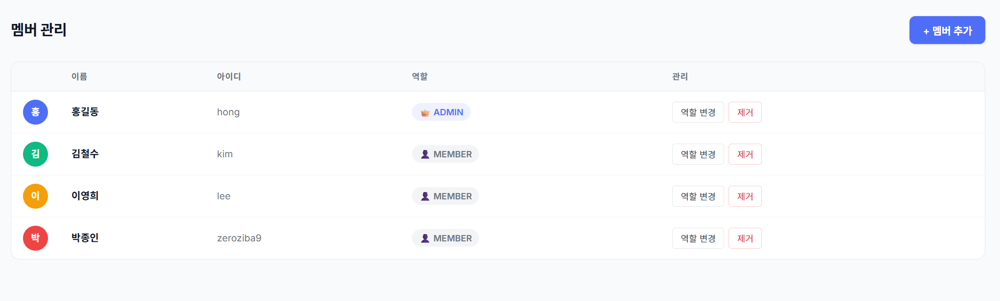 멤버 관리
+ 멤버 추가
이름 아이디 역할 관리
홍 홍길동 hong ADMIN 역할 변경 제거
김 김철수 kim MEMBER 역할 변경 제거
이 이영희 lee MEMBER 역할 변경 제거
박 박종인 zeroziba9 MEMBER 역할 변경 제거